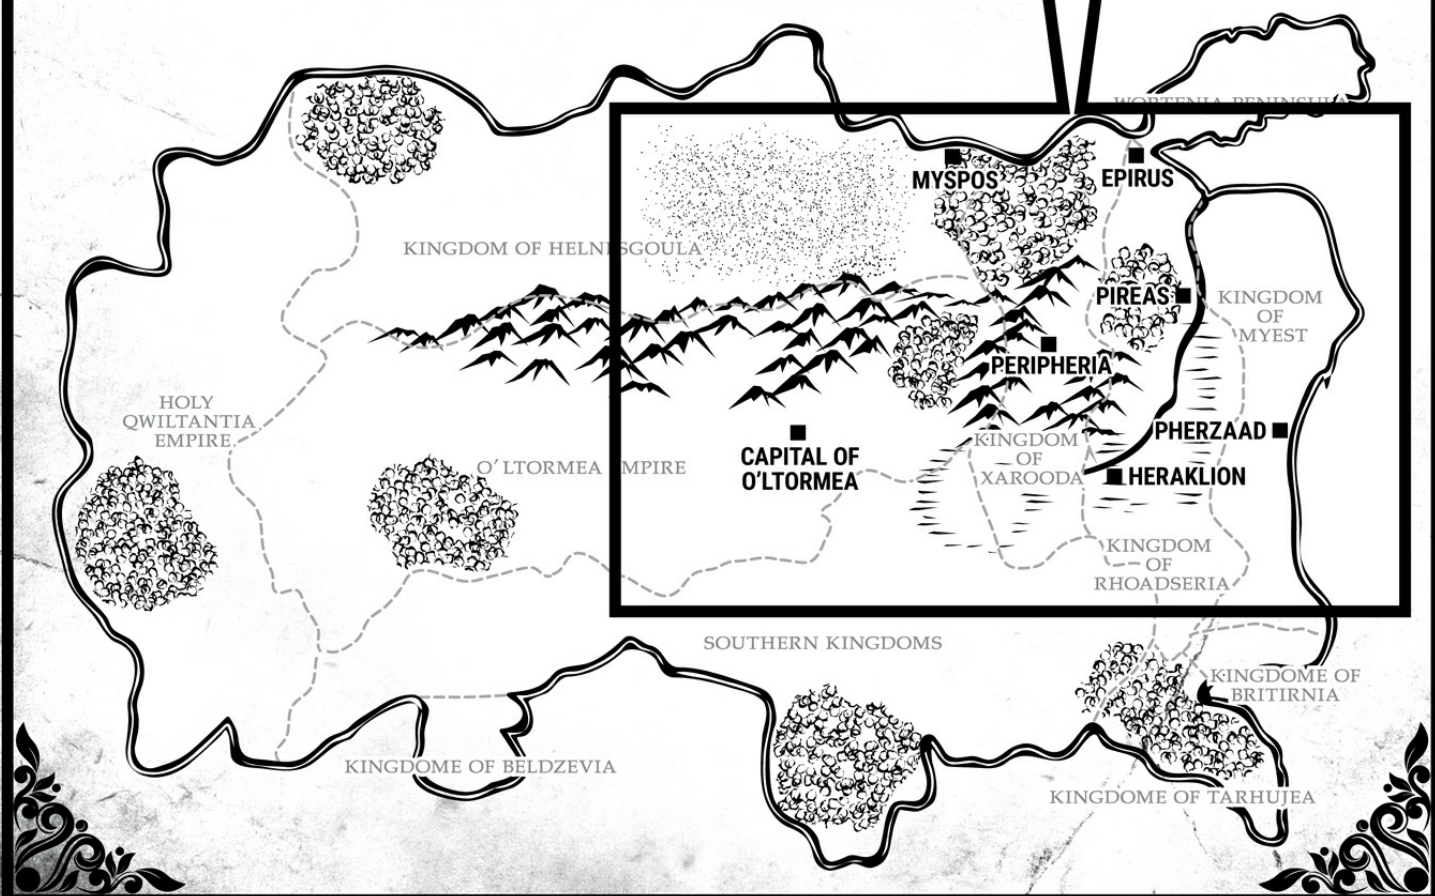 WORTENIA PENINSULA
MYSPOS
EPIRUS
KINGDOM OF HELNESGOULA
PIREAS
KINGDOM
OF
MYEST
PERIPHERIA
HOLY
QWILTANTIA
EMPIRE
PHERZAAD
KINGDOM
OF
XAROODA
CAPITAL OF
O'LTORMEA
O'LTORMEA EMPIRE
HERAKLION
KINGDOM
OF
RHOADSERIA
SOUTHERN KINGDOMS
KINGDOME OF
BRITIRNIA
KINGDOME OF BELDZEVIA
KINGDOME OF TARHUJEA